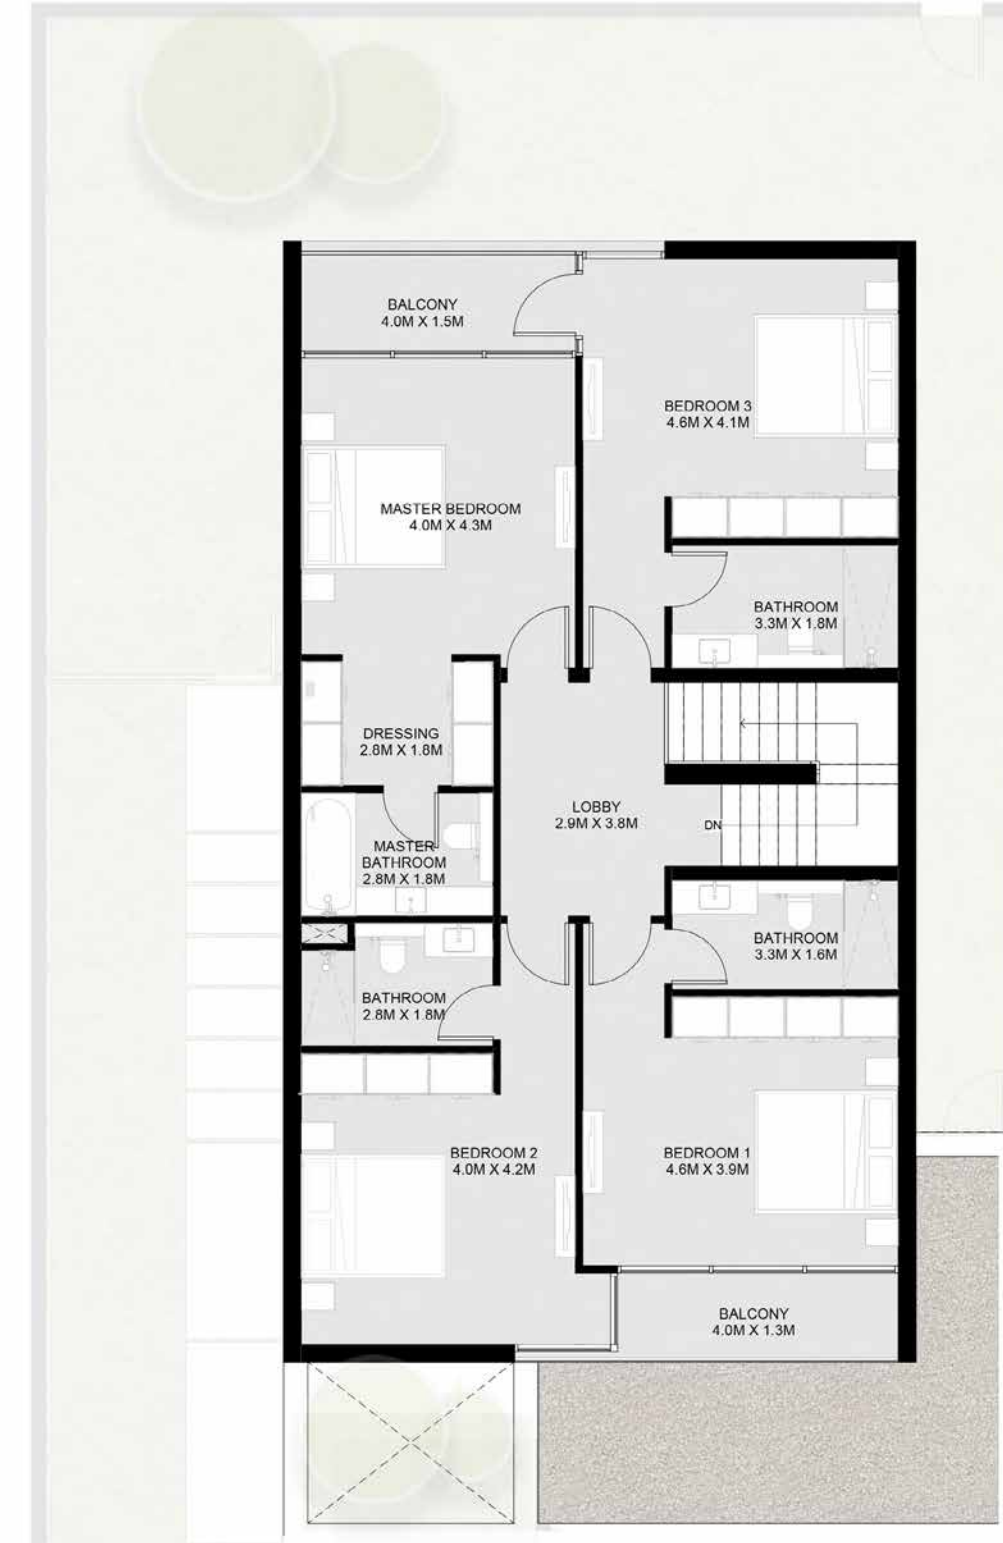 BALCONY
4.0M X 1.5M
BEDROOM 3
4.6M X 4.1M
MASTER BEDROOM
4.0M X 4.3M
BATHROOM
3.3M X 1.8M
DRESSING
2.8M X 1.8M
LOBBY
2.9M X 3.8M
DN
MASTER
BATHROOM
2.8M X 1.8M
BATHROOM
3.3M X 1.6M
BATHROOM
2.8M X 1.8M
BEDROOM 2
4.0M X 4.2M
BEDROOM 1
4.6M X 3.9M
BALCONY
4.0M X 1.3M